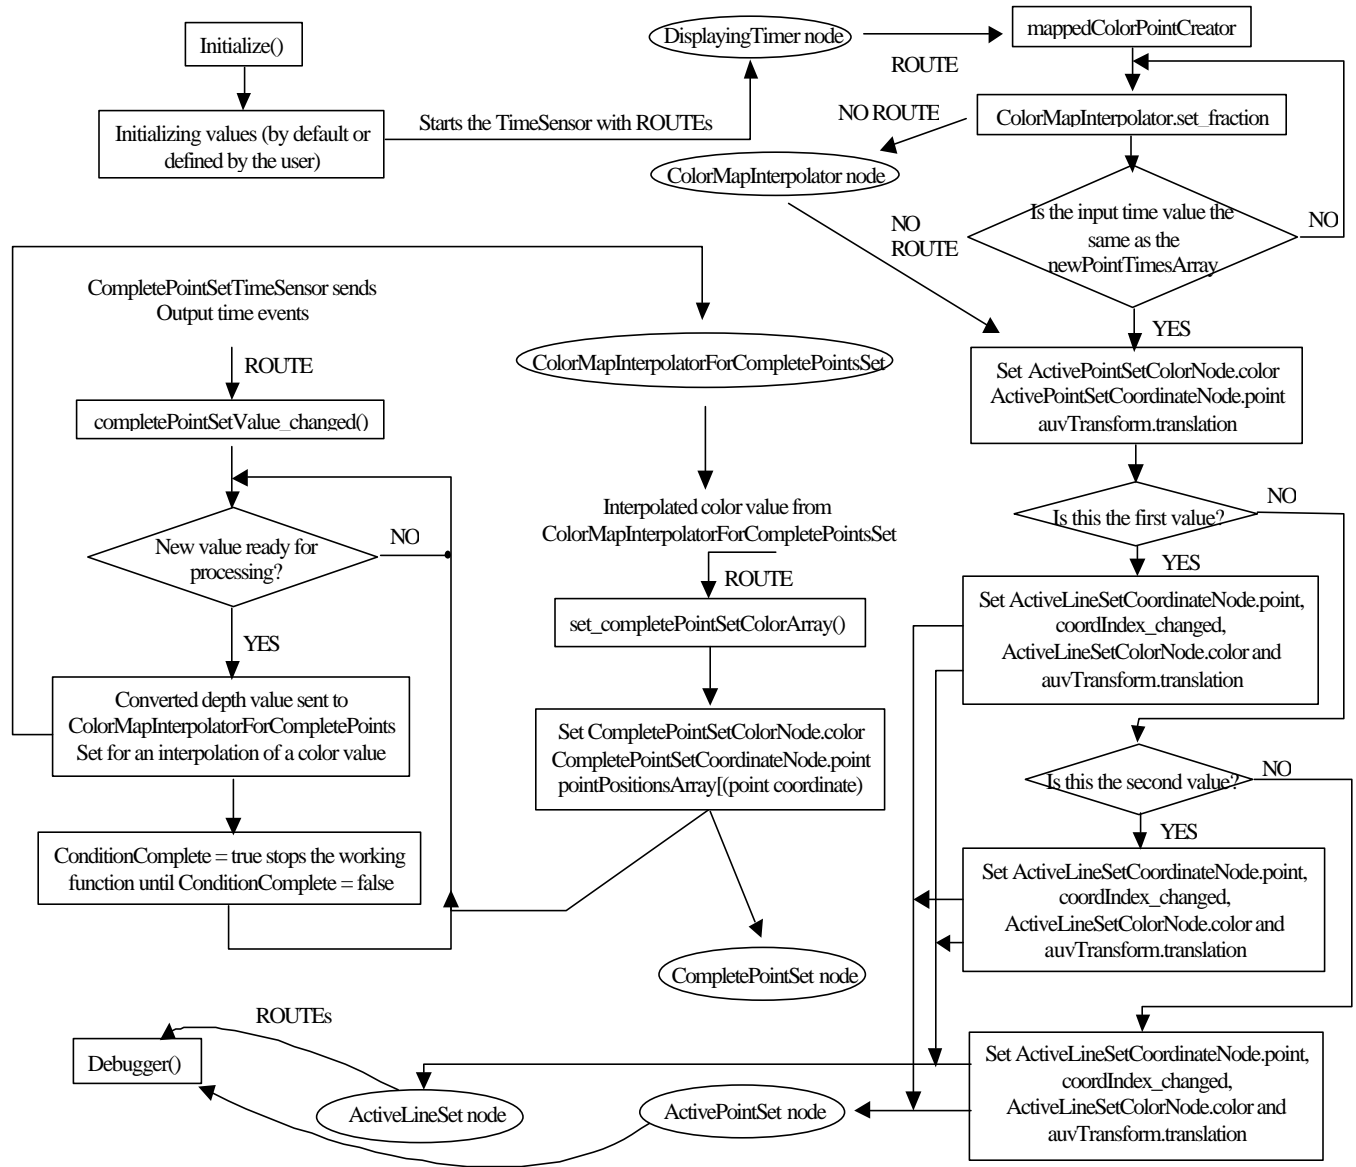 Initialize()
Initializing values (by default or
defined by the user)
Starts the TimeSensor with ROUTEs
DisplayingTimer node
ROUTE
mappedColorPointCreator
NO ROUTE
ColorMapInterpolator.set_fraction
ColorMapInterpolator node
Is the input time value the
same as the
newPointTimesArray
NO
NO
ROUTE
YES
CompletePointSetTimeSensor sends
Output time events
ROUTE
completePointSetValue_changed()
New value ready for
processing?
NO
YES
Converted depth value sent to
ColorMapInterpolatorForCompletePoints
Set for an interpolation of a color value
ConditionComplete = true stops the working
function until ConditionComplete = false
ColorMapInterpolatorForCompletePointsSet
Interpolated color value from
ColorMapInterpolatorForCompletePointsSet
ROUTE
set_completePointSetColorArray()
Set CompletePointSetColorNode.color
CompletePointSetCoordinateNode.point
pointPositionsArray[(point coordinate)
CompletePointSet node
Set ActivePointSetColorNode.color
ActivePointSetCoordinateNode.point
auvTransform.translation
Is this the first value?
NO
YES
Set ActiveLineSetCoordinateNode.point,
coordIndex_changed,
ActiveLineSetColorNode.color and
auvTransform.translation
Is this the second value?
NO
YES
Set ActiveLineSetCoordinateNode.point,
coordIndex_changed,
ActiveLineSetColorNode.color and
auvTransform.translation
Set ActiveLineSetCoordinateNode.point,
coordIndex_changed,
ActiveLineSetColorNode.color and
auvTransform.translation
ROUTEs
Debugger()
ActiveLineSet node
ActivePointSet node